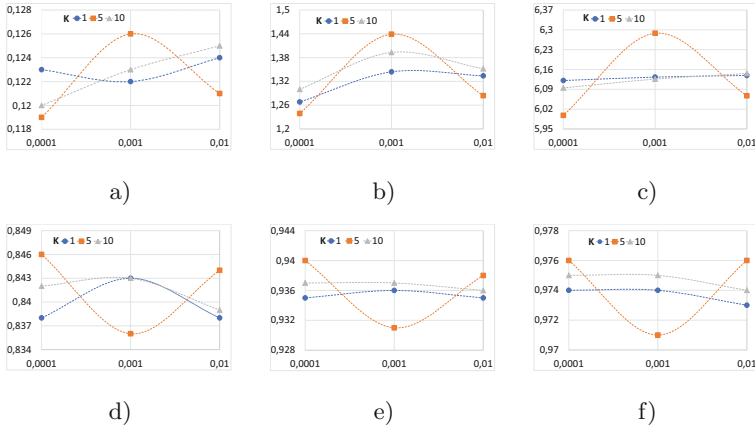 0,128
K 1 5 10
0,126
0,124
0,122
0,12
0,118
0,0001 0,001 0,01
a)
1,5
K 1 5 10
1,44
1,38
1,32
1,26
1,2
0,0001 0,001 0,01
b)
6,37
K 1 5 10
6,3
6,23
6,16
6,09
6,02
5,95
0,0001 0,001 0,01
c)
0,849
K 1 5 10
0,846
0,843
0,84
0,837
0,834
0,0001 0,001 0,01
d)
0,944
K 1 5 10
0,94
0,936
0,932
0,928
0,0001 0,001 0,01
e)
0,978
K 1 5 10
0,976
0,974
0,972
0,97
0,0001 0,001 0,01
f)